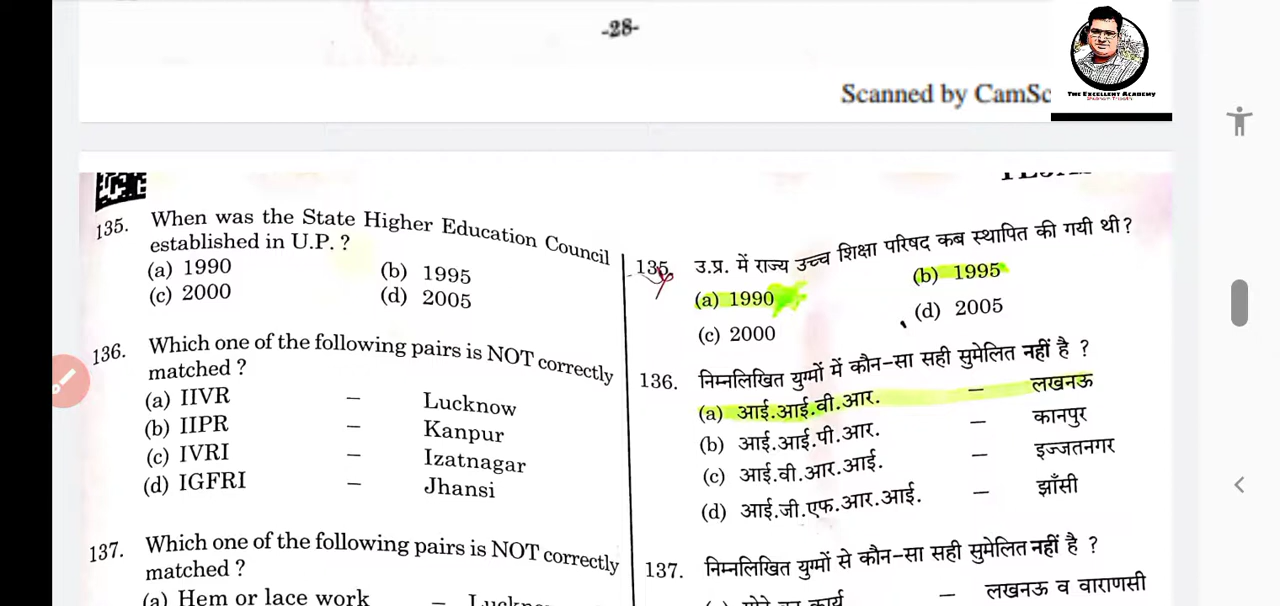 -28-
Scanned by CamSc
THE EXCELLENT ACADEMY
135. When was the State Higher Education Council
established in U.P. ?
(a) 1990 (b) 1995
(c) 2000 (d) 2005
136. Which one of the following pairs is NOT correctly
matched ?
(a) IIVR – Lucknow
(b) IIPR – Kanpur
(c) IVRI – Izatnagar
(d) IGFRI – Jhansi
137. Which one of the following pairs is NOT correctly
matched ?
(a) Hem or lace work –
135. उ.प्र. में राज्य उच्च शिक्षा परिषद कब स्थापित की गयी थी ?
(a) 1990 (b) 1995
(c) 2000 (d) 2005
136. निम्नलिखित युग्मों में कौन-सा सही सुमेलित नहीं है ?
(a) आई.आई.वी.आर. – लखनऊ
(b) आई.आई.पी.आर. – कानपुर
(c) आई.वी.आर.आई. – इज्जतनगर
(d) आई.जी.एफ.आर.आई. – झाँसी
137. निम्नलिखित युग्मों से कौन-सा सही सुमेलित नहीं है ?
– लखनऊ व वाराणसी